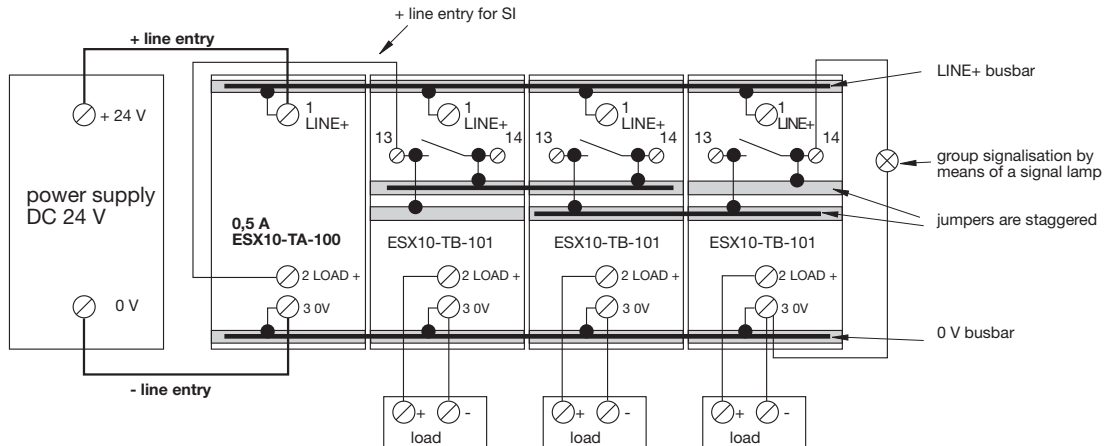 + line entry for SI
+ line entry
LINE+ busbar
+ 24 V
1
LINE+
1
LINE+
1
LINE+
1
LINE+
13
14
13
14
13
14
group signalisation by
means of a signal lamp
power supply
DC 24 V
jumpers are staggered
0,5 A
ESX10-TA-100
ESX10-TB-101
ESX10-TB-101
ESX10-TB-101
2 LOAD +
2 LOAD +
2 LOAD +
2 LOAD +
0 V
3 0V
3 0V
3 0V
3 0V
0 V busbar
- line entry
+ -
load
+ -
load
+ -
load